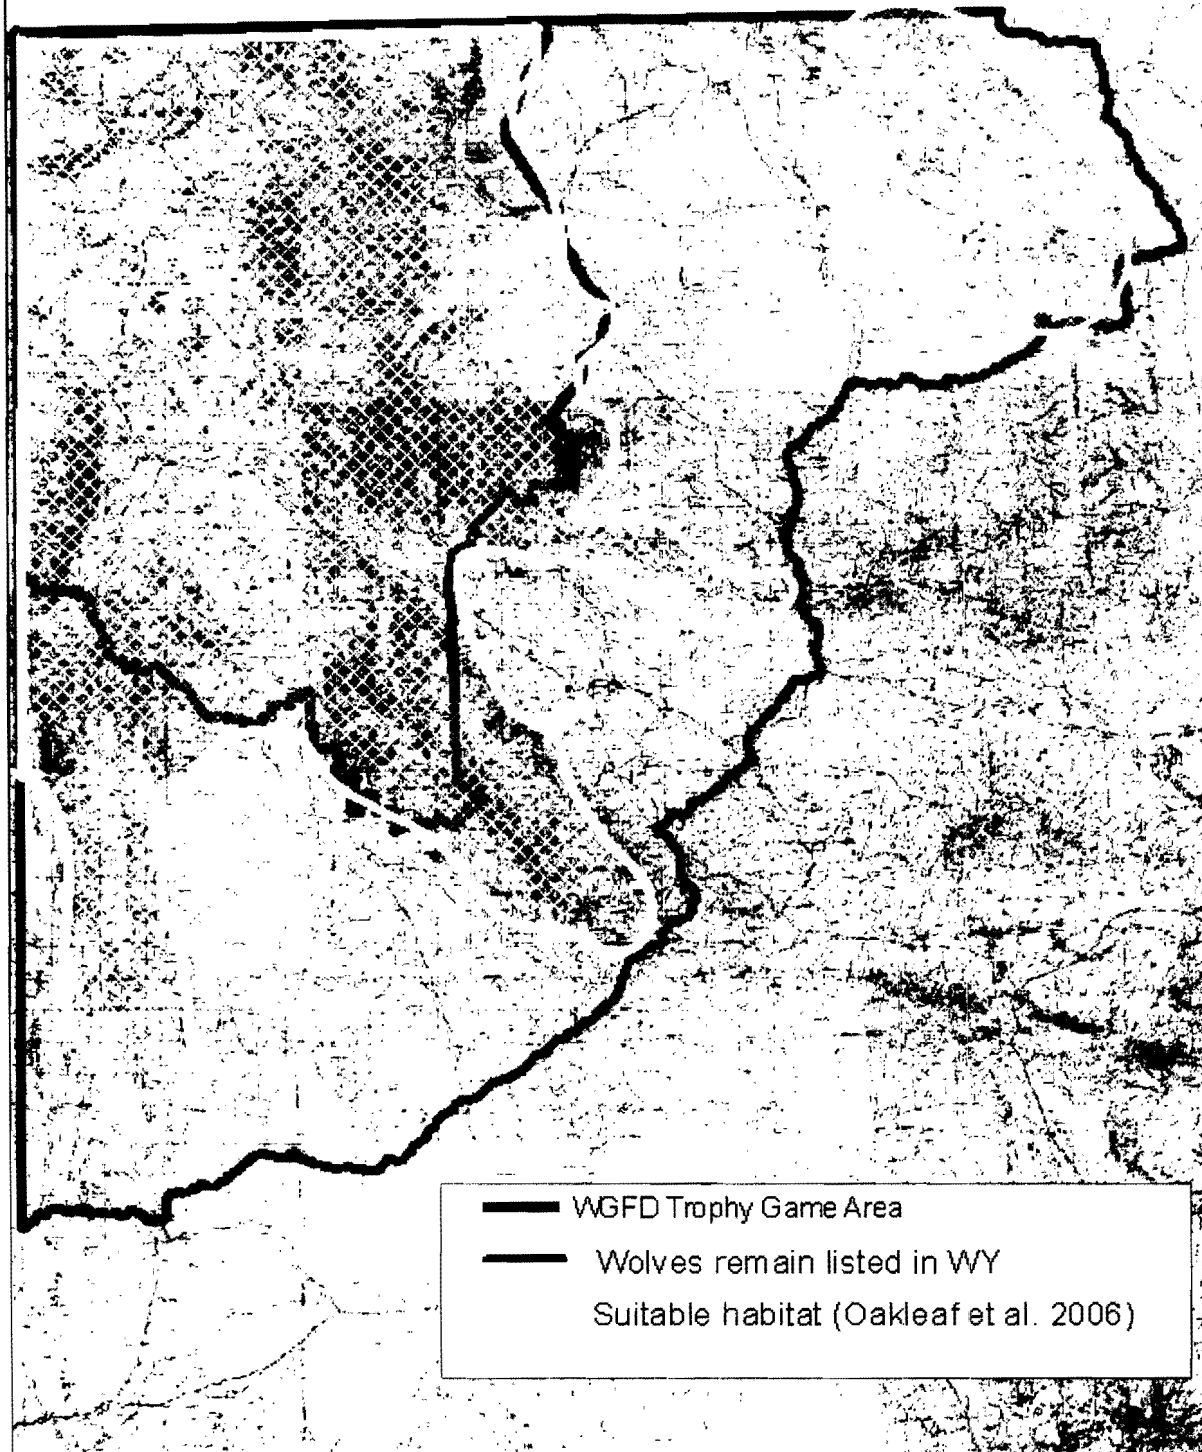 WGFD Trophy Game Area
Wolves remain listed in WY
Suitable habitat (Oakleaf et al. 2006)